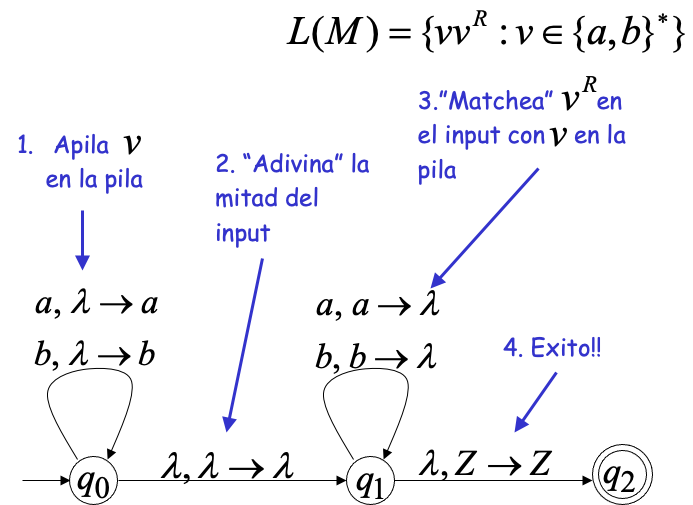 L(M) = {vv^R : v ∈ {a,b}*}
1. Apila v
en la pila
2. “Adivina” la
mitad del
input
3.”Matchea” v^R en
el input con v en la
pila
a, λ → a
b, λ → b
a, a → λ
b, b → λ
4. Exito!!
q0
λ, λ → λ
q1
λ, Z → Z
q2